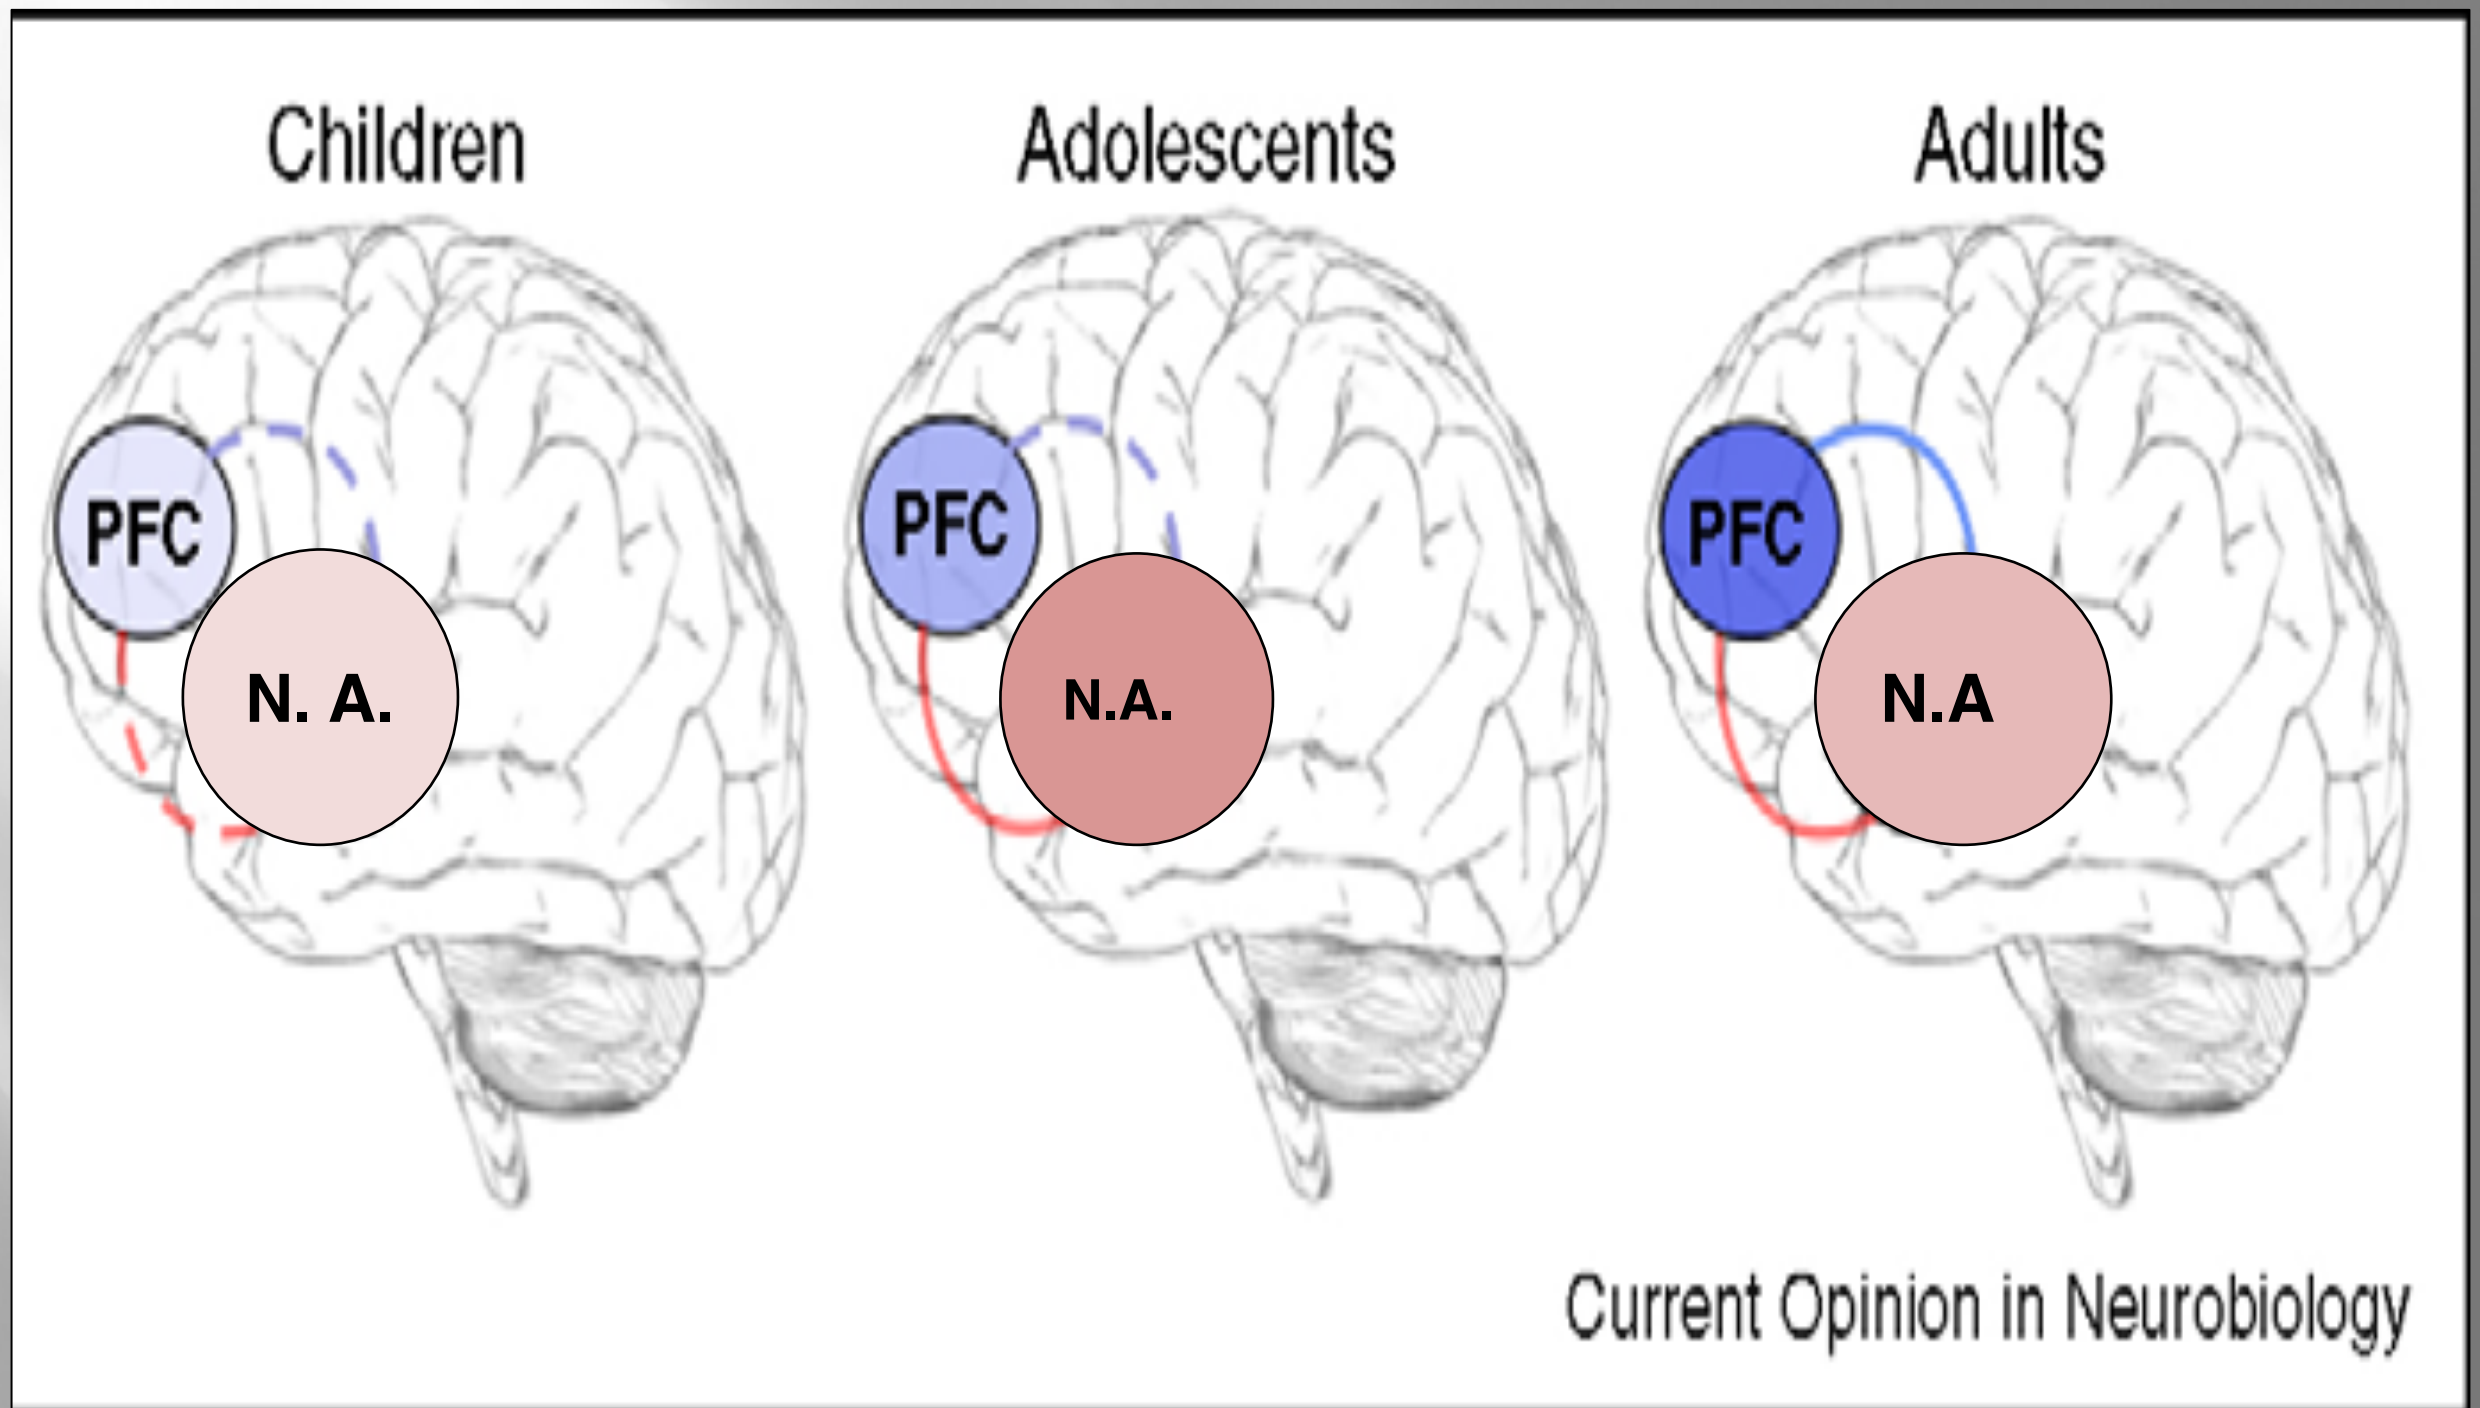 Children
Adolescents
Adults
PFC
PFC
PFC
N. A.
N.A.
N.A
Current Opinion in Neurobiology